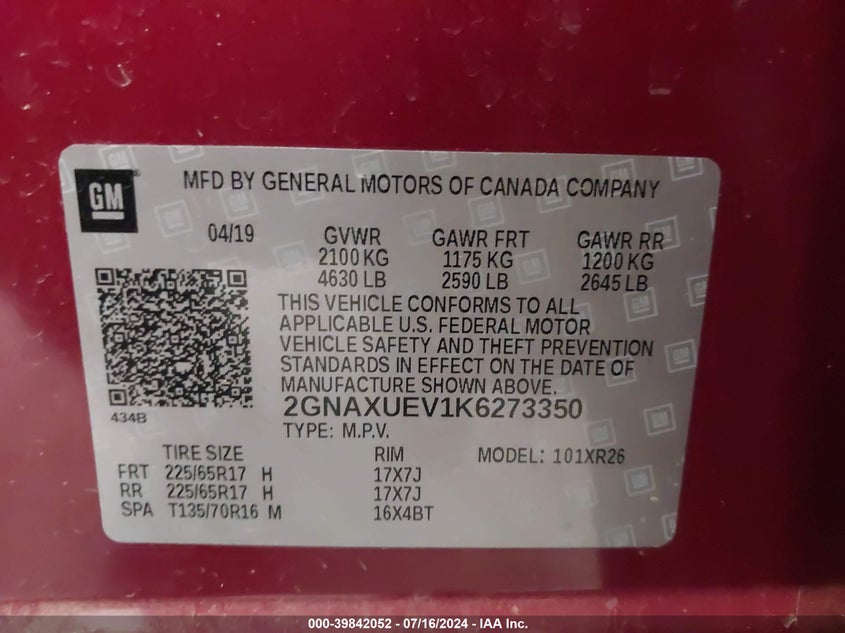 GM
MFD BY GENERAL MOTORS OF CANADA COMPANY
04/19 GVWR GAWR FRT GAWR RR
2100 KG 1175 KG 1200 KG
4630 LB 2590 LB 2645 LB
THIS VEHICLE CONFORMS TO ALL
APPLICABLE U.S. FEDERAL MOTOR
VEHICLE SAFETY AND THEFT PREVENTION
STANDARDS IN EFFECT ON THE DATE OF
MANUFACTURE SHOWN ABOVE.
434B
2GNAXUEV1K6273350
TYPE: M.P.V.
TIRE SIZE RIM MODEL: 101XR26
FRT 225/65R17 H 17X7J
RR 225/65R17 H 17X7J
SPA T135/70R16 M 16X4BT
000-39842052 - 07/16/2024 - IAA Inc.